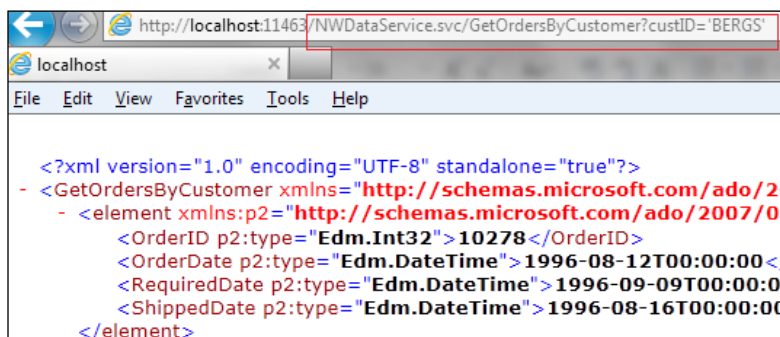 http://localhost:11463/NWDataService.svc/GetOrdersByCustomer?custID='BERGS'
localhost ×
File Edit View Favorites Tools Help
<?xml version="1.0" encoding="UTF-8" standalone="true"?>
- <GetOrdersByCustomer xmlns="http://schemas.microsoft.com/ado/2
- <element xmlns:p2="http://schemas.microsoft.com/ado/2007/0
<OrderID p2:type="Edm.Int32">10278</OrderID>
<OrderDate p2:type="Edm.DateTime">1996-08-12T00:00:00<
<RequiredDate p2:type="Edm.DateTime">1996-09-09T00:00:0
<ShippedDate p2:type="Edm.DateTime">1996-08-16T00:00:00
</element>